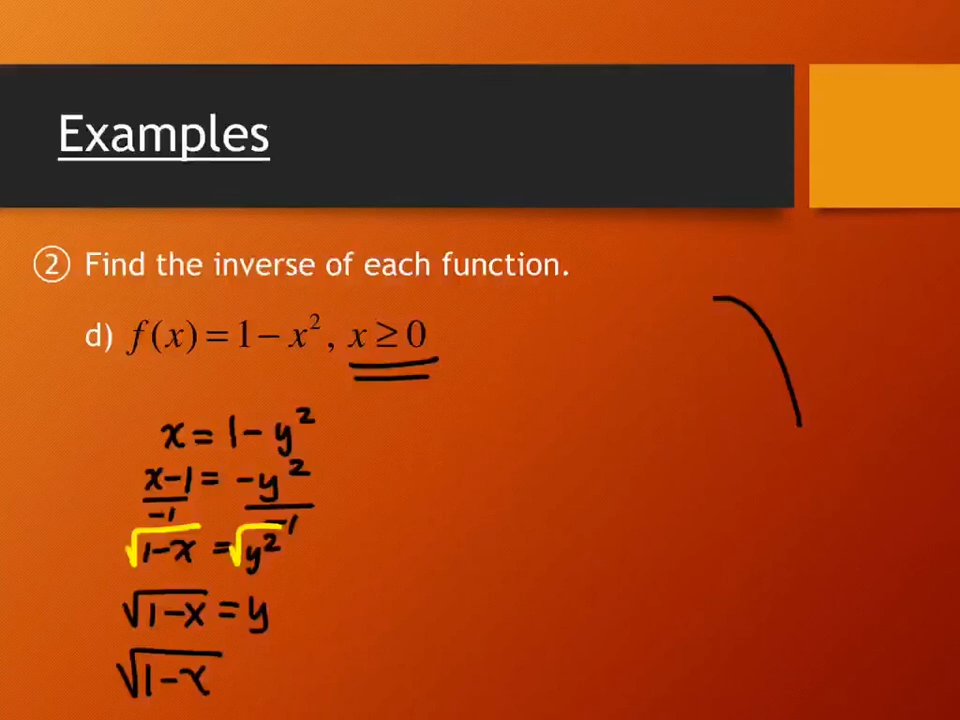 Examples
② Find the inverse of each function.
d) f(x) = 1 − x², x ≥ 0
x = 1 − y²
x − 1 = −y²
−1 −1
√(1−x) = √(y²)
√(1−x) = y
√(1−x)